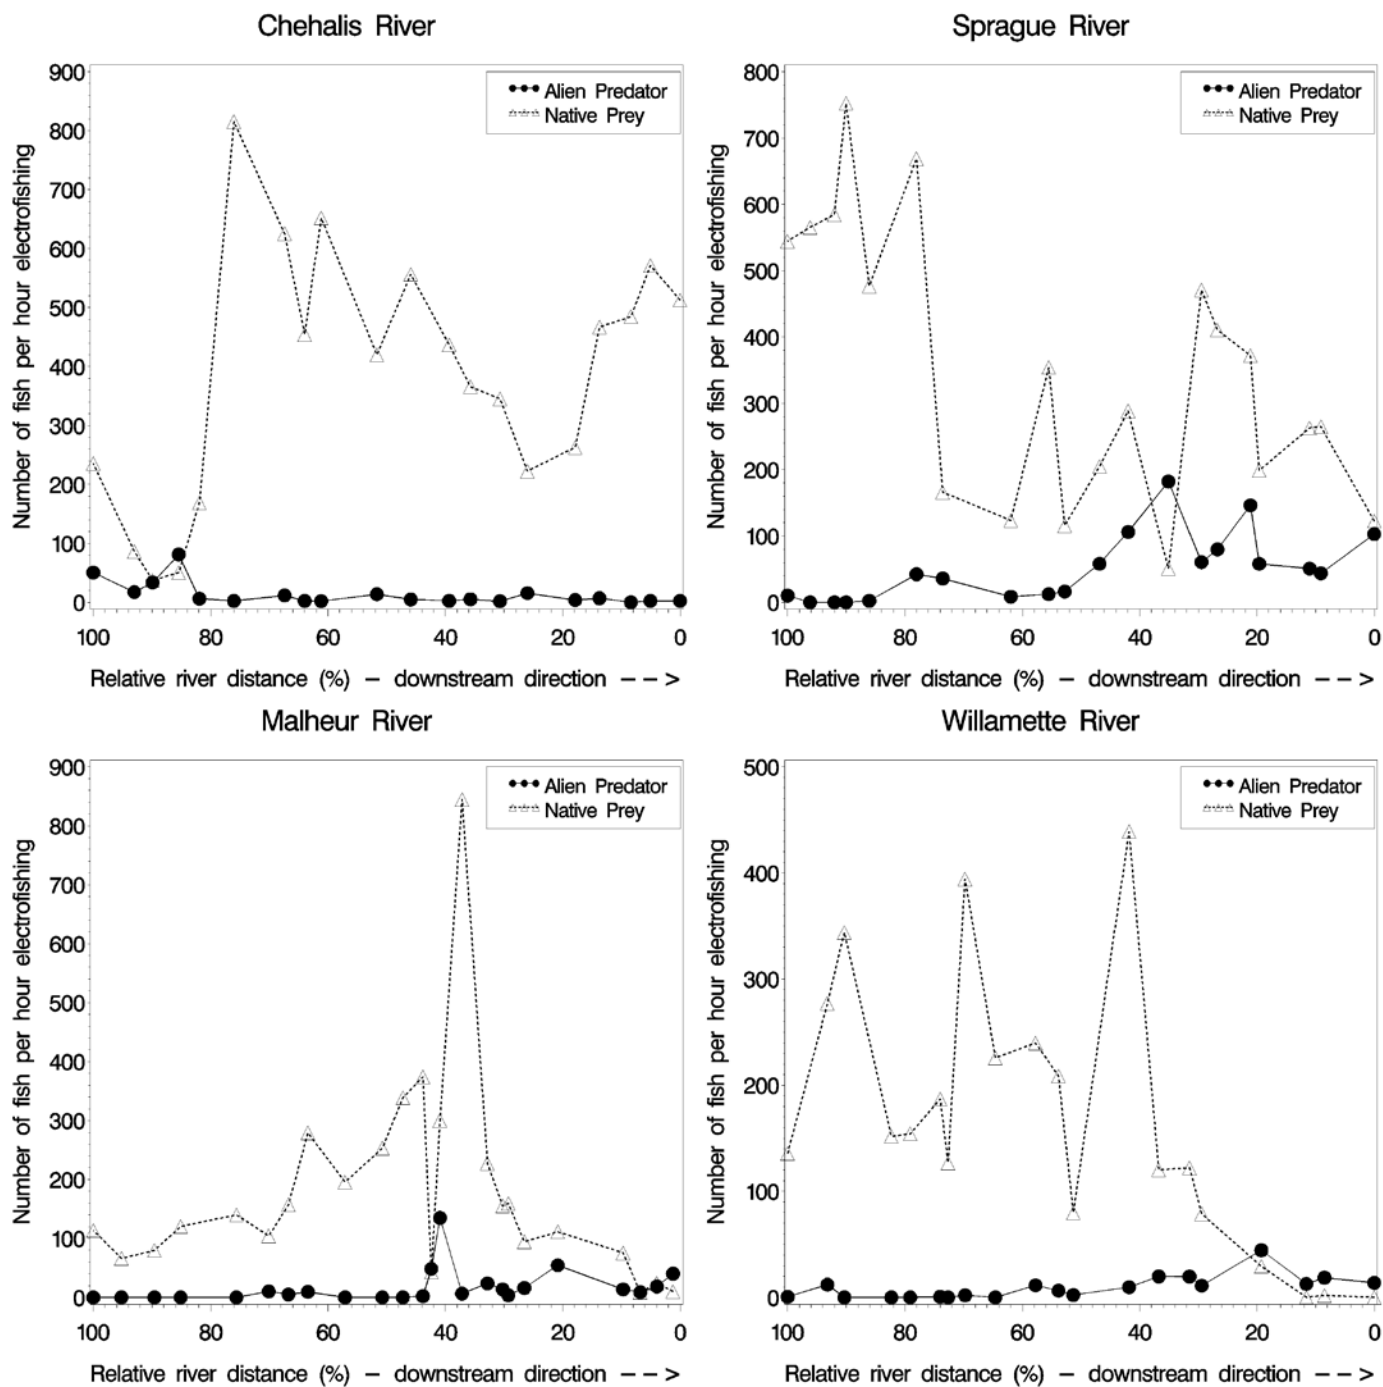 Chehalis River
Number of fish per hour electrofishing
900
800
700
600
500
400
300
200
100
0
Alien Predator
Native Prey
100 80 60 40 20 0
Relative river distance (%) – downstream direction – – >
Sprague River
Number of fish per hour electrofishing
800
700
600
500
400
300
200
100
0
Alien Predator
Native Prey
100 80 60 40 20 0
Relative river distance (%) – downstream direction – – >
Malheur River
Number of fish per hour electrofishing
900
800
700
600
500
400
300
200
100
0
Alien Predator
Native Prey
100 80 60 40 20 0
Relative river distance (%) – downstream direction – – >
Willamette River
Number of fish per hour electrofishing
500
400
300
200
100
0
Alien Predator
Native Prey
100 80 60 40 20 0
Relative river distance (%) – downstream direction – – >